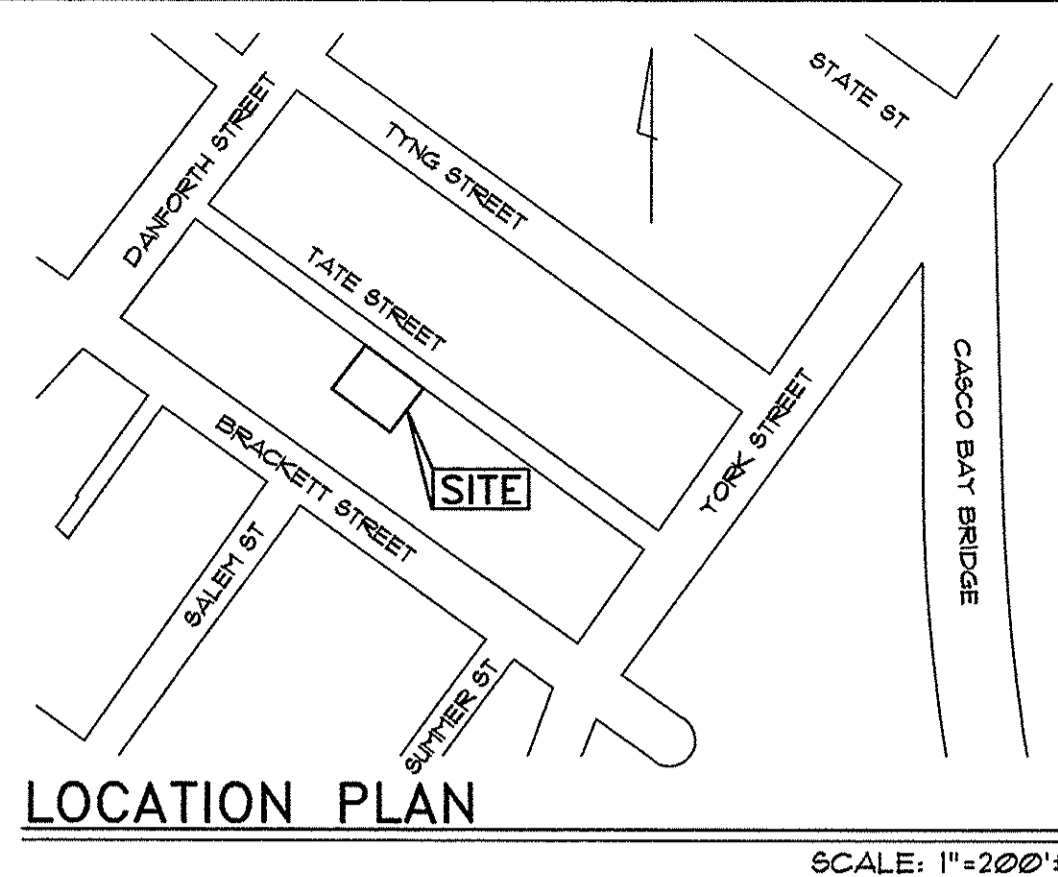 STATE ST
DANFORTH STREET
TYNG STREET
TATE STREET
CASCO BAY BRIDGE
YORK STREET
BRACKETT STREET
SITE
SALEM ST
SUMMER ST
LOCATION PLAN
SCALE: 1"=200'±